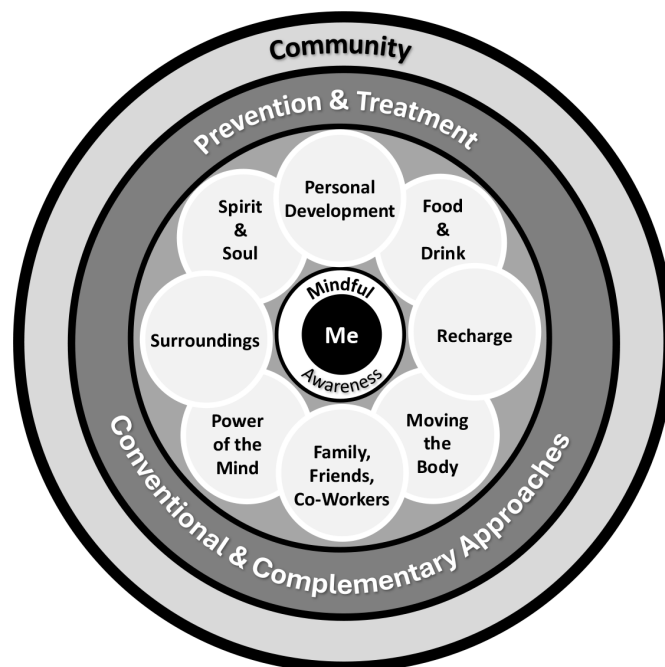 Community
Prevention & Treatment
Personal
Development
Spirit
&
Soul
Food
&
Drink
Mindful
Me
Awareness
Surroundings
Recharge
Power
of the
Mind
Moving
the
Body
Family,
Friends,
Co-Workers
Conventional & Complementary Approaches